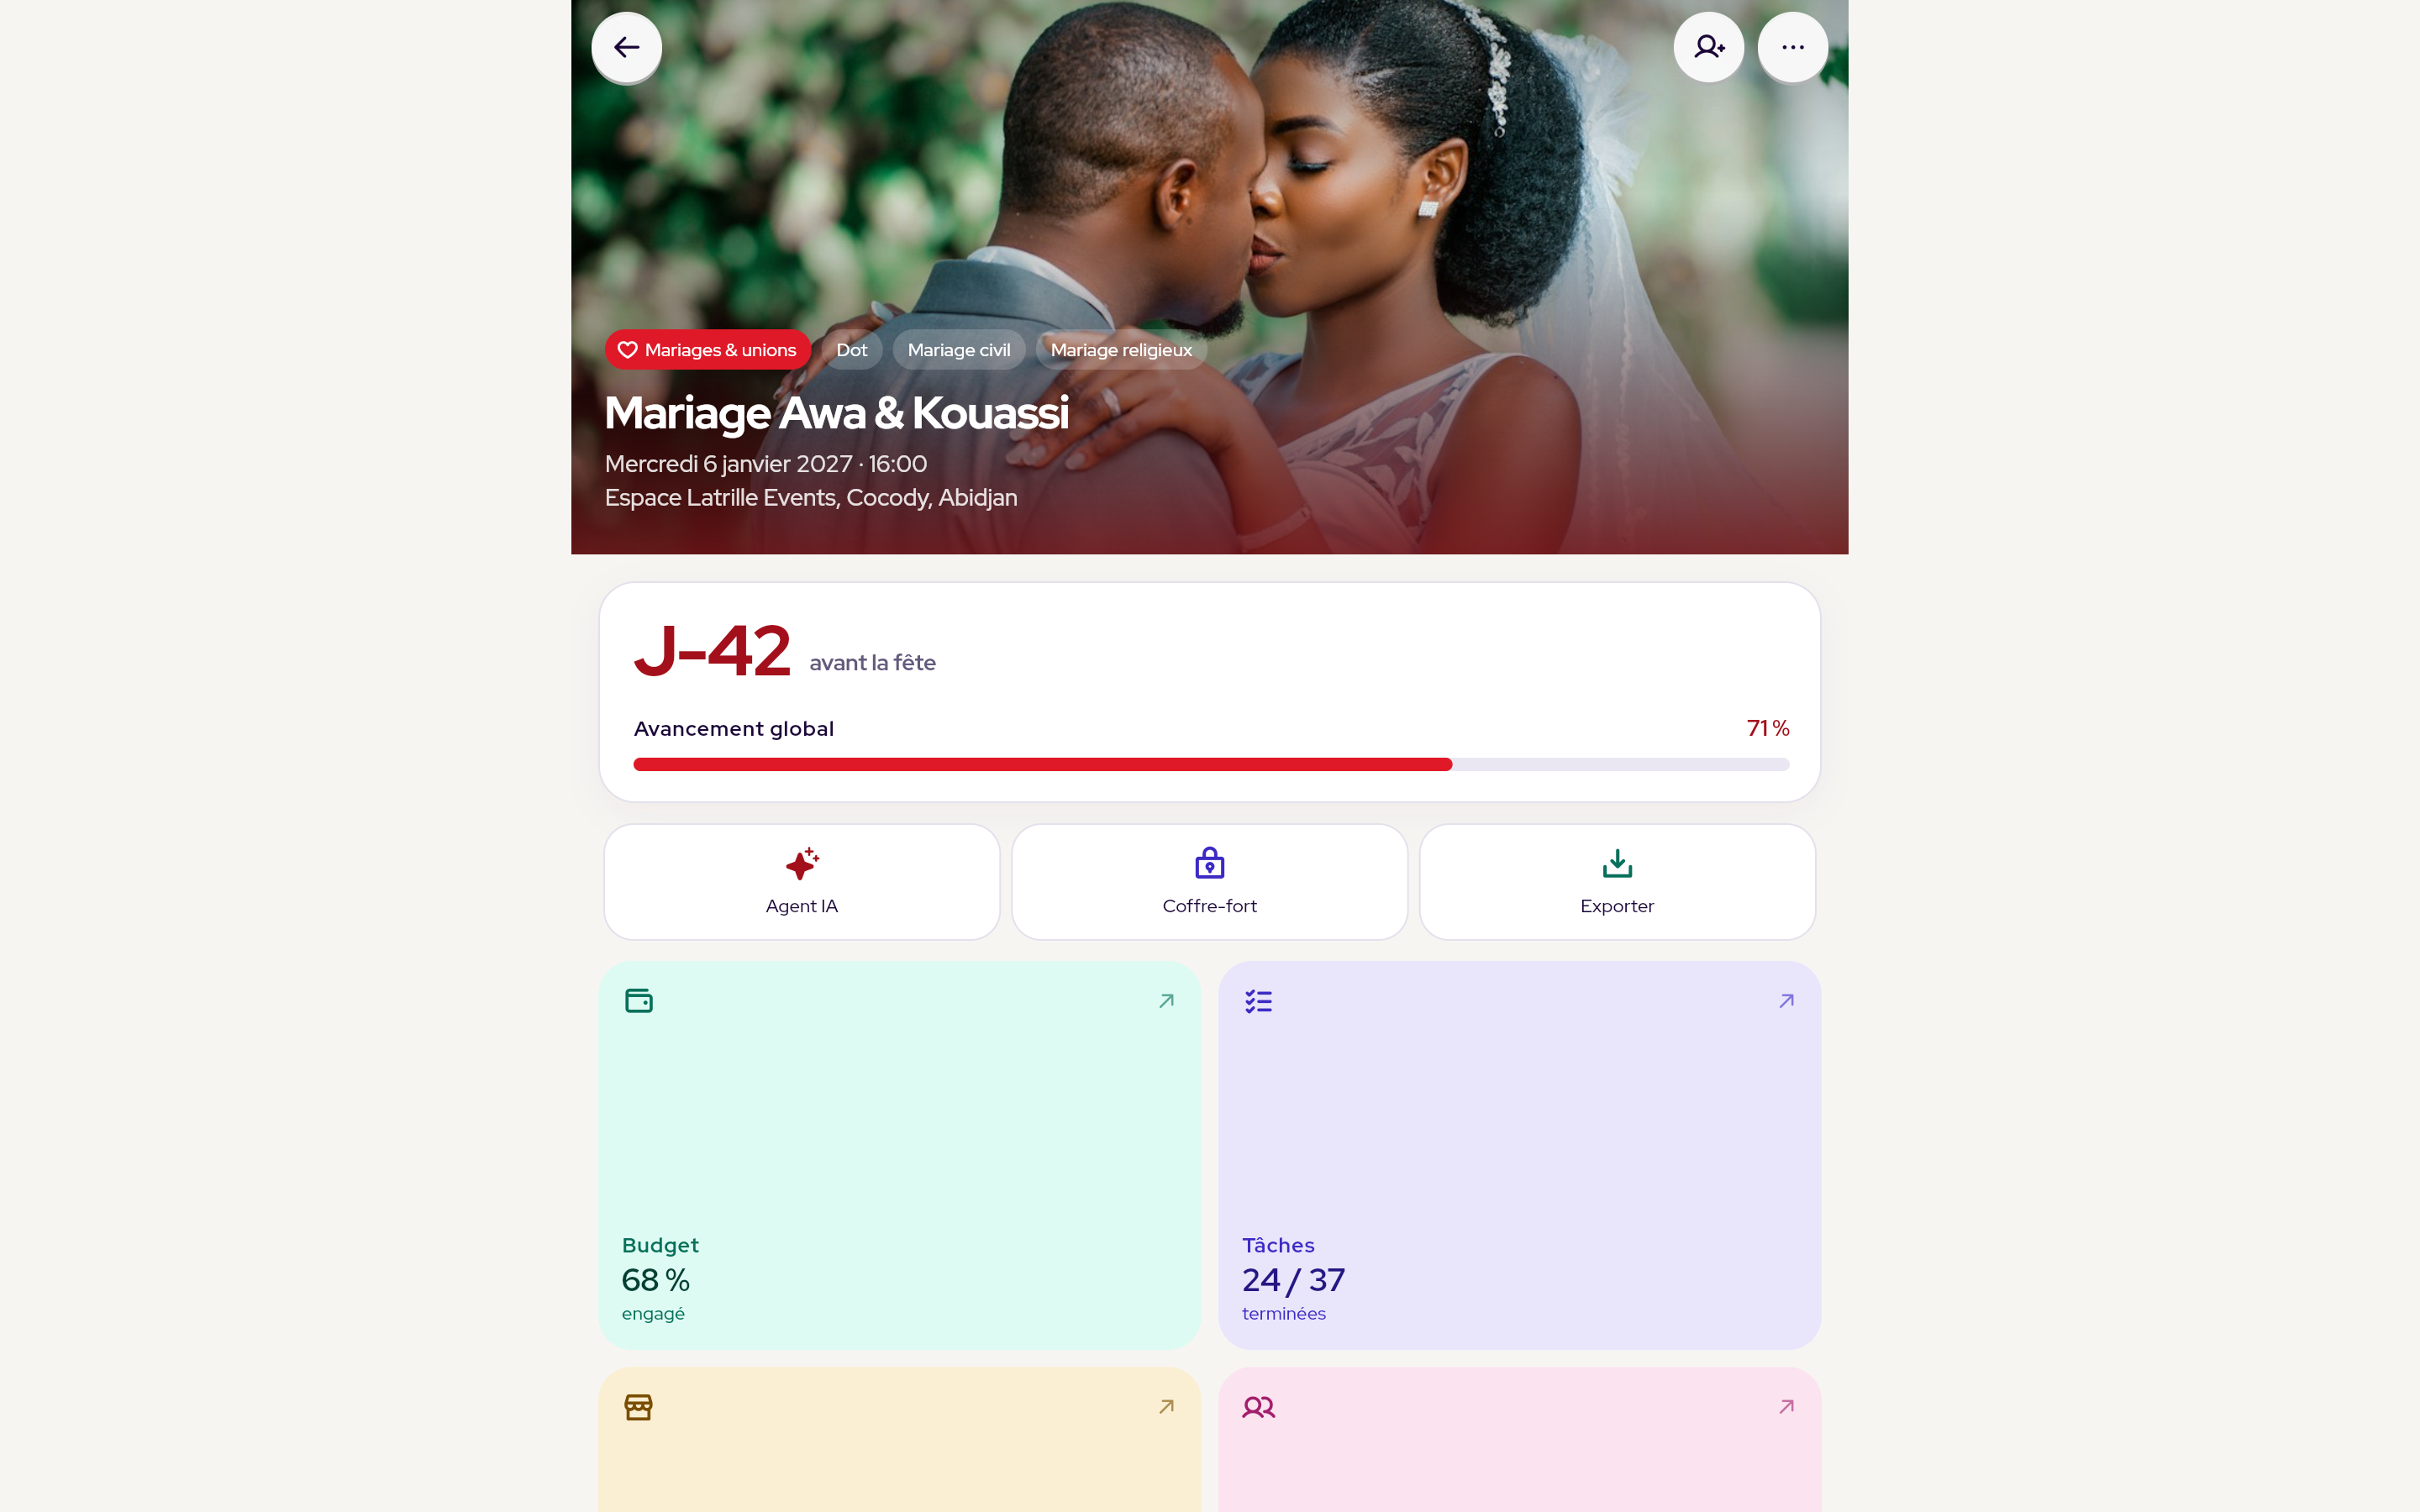 Mariages & unions
Dot
Mariage civil
Mariage religieux
Mariage Awa & Kouassi
Mercredi 6 janvier 2027 · 16:00
Espace Latrille Events, Cocody, Abidjan
J-42 avant la fête
Avancement global 71 %
Agent IA
Coffre-fort
Exporter
Budget
68 %
engagé
Tâches
24 / 37
terminées